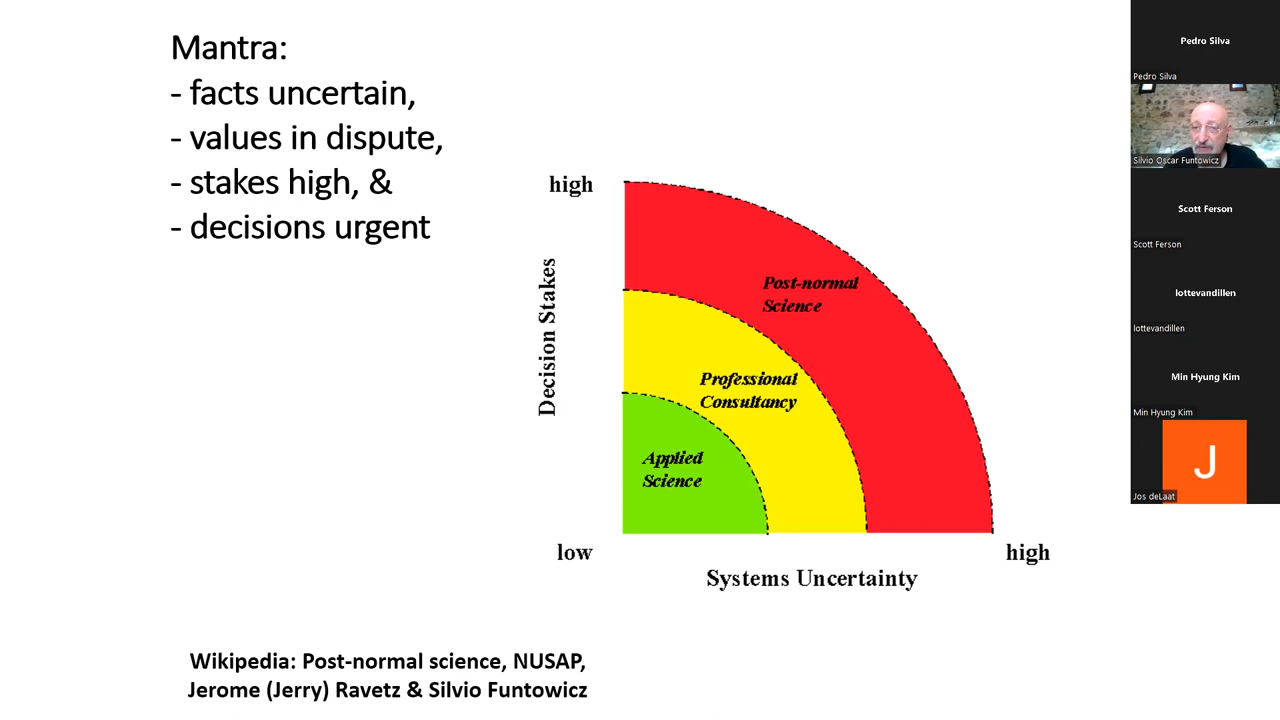 Mantra:
- facts uncertain,
- values in dispute,
- stakes high, &
- decisions urgent
high
Decision Stakes
Post-normal
Science
Professional
Consultancy
Applied
Science
low
high
Systems Uncertainty
Wikipedia: Post-normal science, NUSAP,
Jerome (Jerry) Ravetz & Silvio Funtowicz
Pedro Silva
Pedro Silva
Silvio Oscar Funtowicz
Scott Ferson
Scott Ferson
lottevandillen
lottevandillen
Min Hyung Kim
Min Hyung Kim
J
Jos deLaat